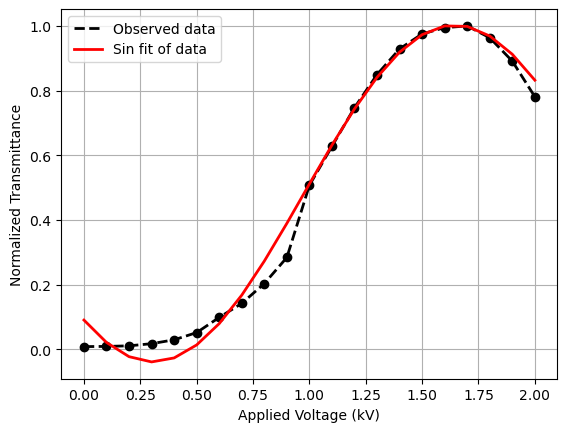 Observed data
Sin fit of data
Normalized Transmittance
1.0
0.8
0.6
0.4
0.2
0.0
0.00 0.25 0.50 0.75 1.00 1.25 1.50 1.75 2.00
Applied Voltage (kV)